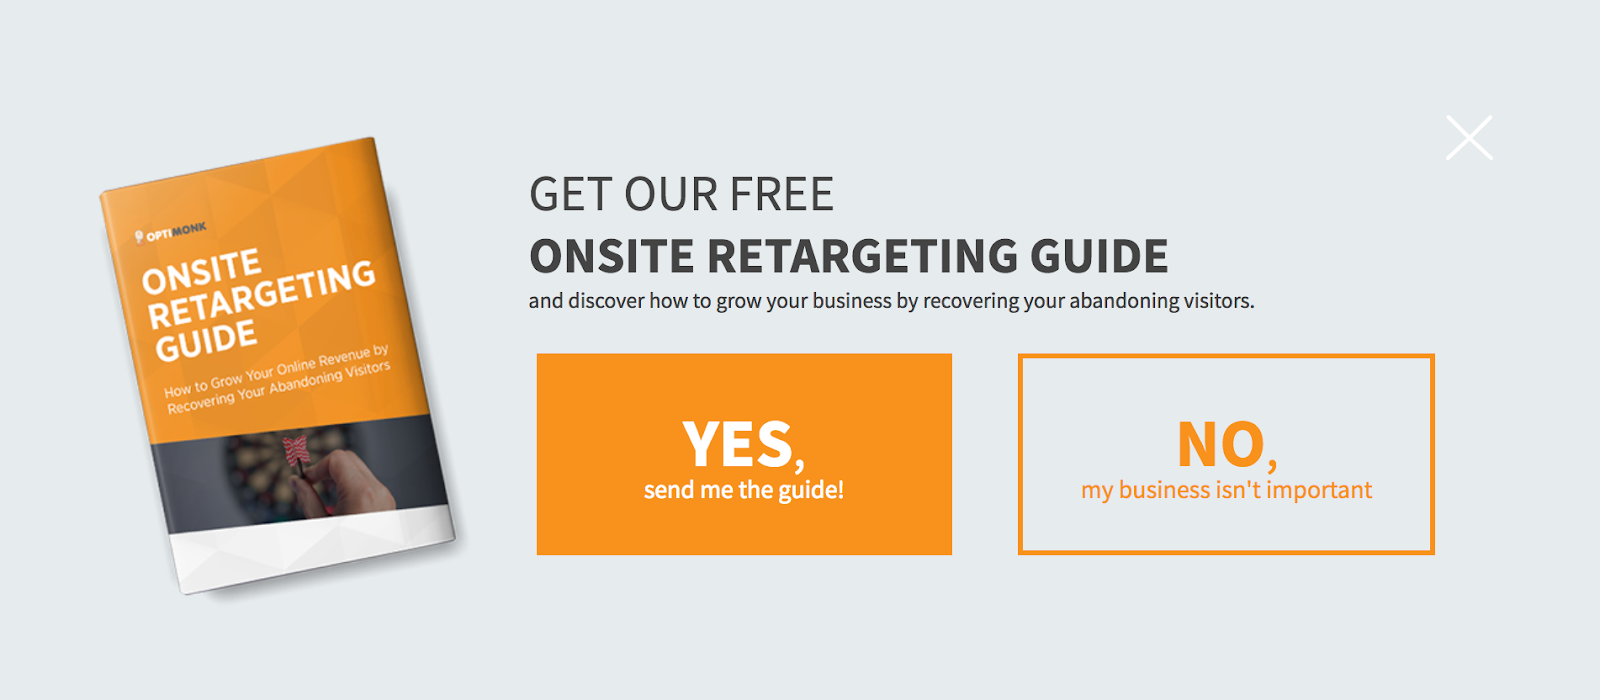 OPTIMONK
ONSITE
RETARGETING
GUIDE
How to Grow Your Online Revenue by
Recovering Your Abandoning Visitors
GET OUR FREE
ONSITE RETARGETING GUIDE
and discover how to grow your business by recovering your abandoning visitors.
YES,
send me the guide!
NO,
my business isn't important